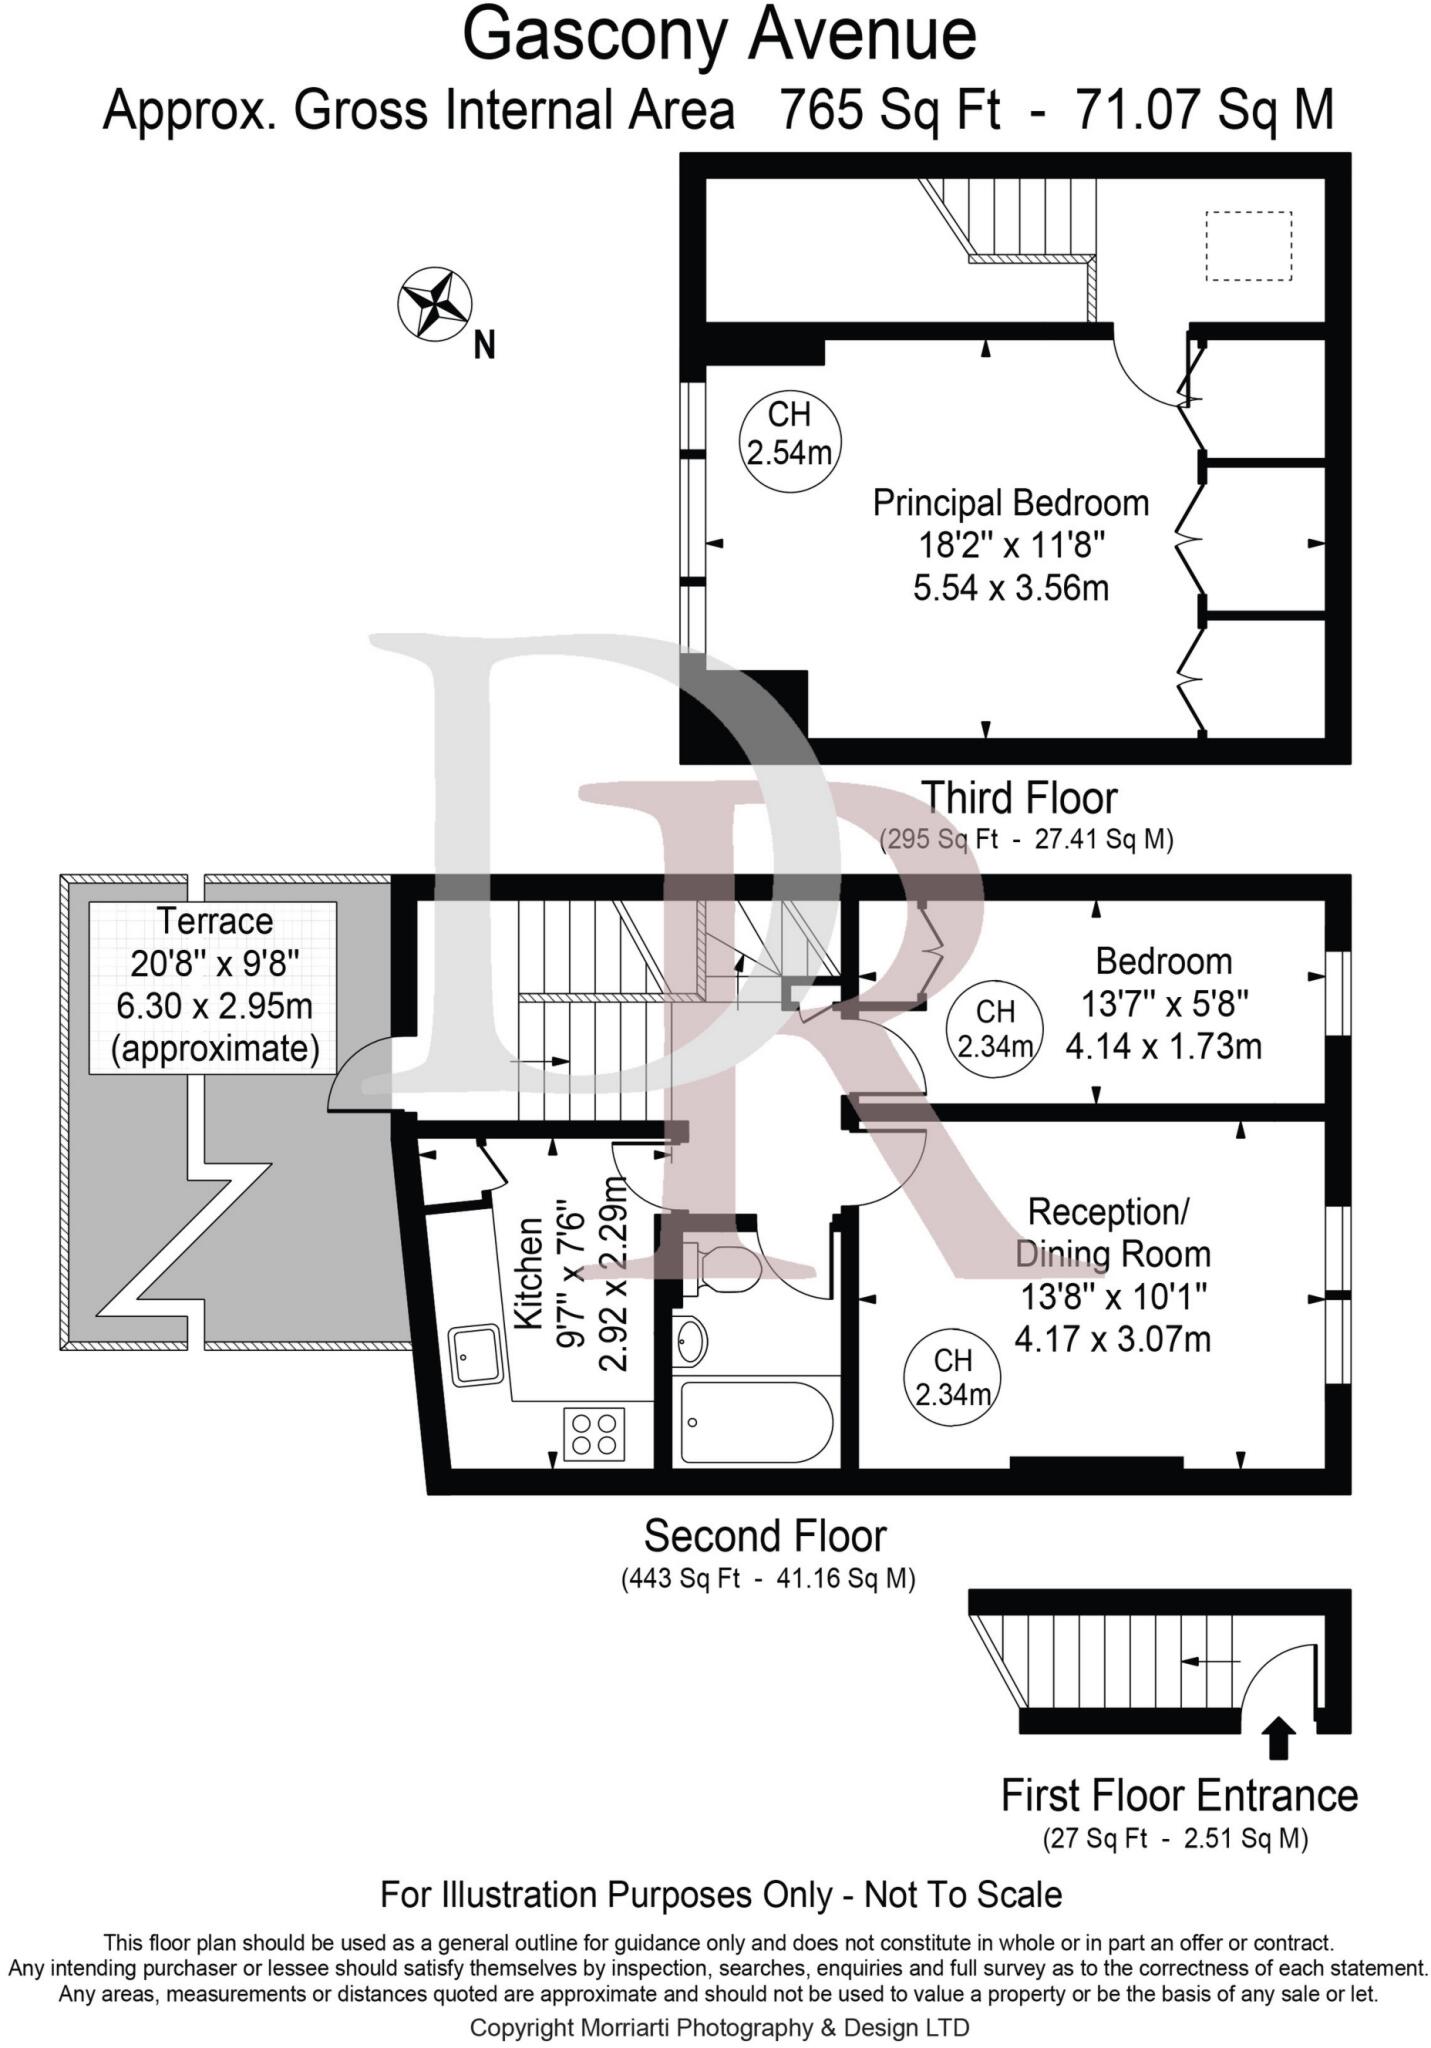 Gascony Avenue
Approx. Gross Internal Area 765 Sq Ft - 71.07 Sq M
N
CH
2.54m
Principal Bedroom
18'2" x 11'8"
5.54 x 3.56m
Third Floor
(295 Sq Ft - 27.41 Sq M)
Terrace
20'8" x 9'8"
6.30 x 2.95m
(approximate)
Bedroom
13'7" x 5'8"
4.14 x 1.73m
CH
2.34m
Kitchen
9'7" x 7'6"
2.92 x 2.29m
Reception/
Dining Room
13'8" x 10'1"
4.17 x 3.07m
CH
2.34m
DR
Second Floor
(443 Sq Ft - 41.16 Sq M)
First Floor Entrance
(27 Sq Ft - 2.51 Sq M)
For Illustration Purposes Only - Not To Scale
This floor plan should be used as a general outline for guidance only and does not constitute in whole or in part an offer or contract.
Any intending purchaser or lessee should satisfy themselves by inspection, searches, enquiries and full survey as to the correctness of each statement.
Any areas, measurements or distances quoted are approximate and should not be used to value a property or be the basis of any sale or let.
Copyright Morriarti Photography & Design LTD